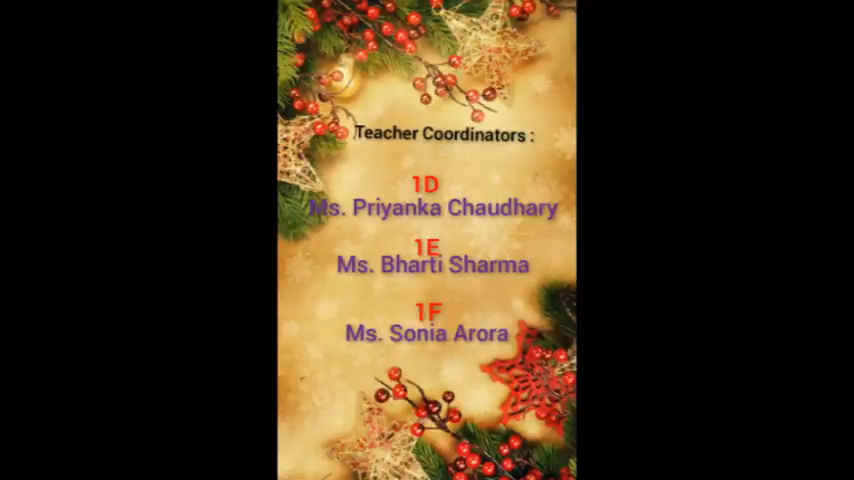 Teacher Coordinators :
1D
Ms. Priyanka Chaudhary
1E
Ms. Bharti Sharma
1F
Ms. Sonia Arora